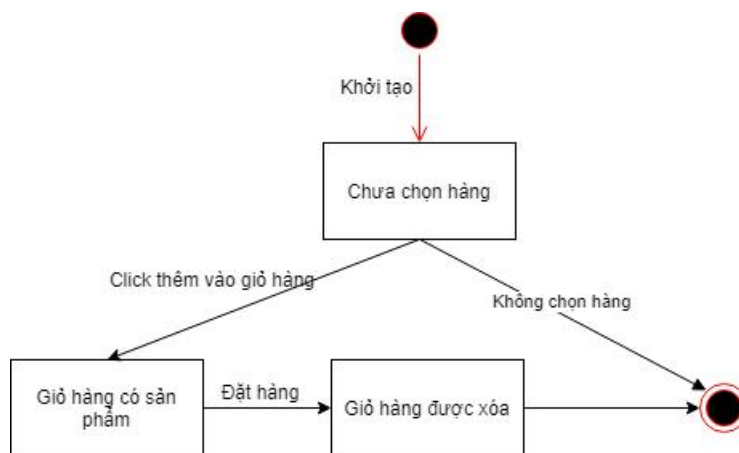 Khởi tạo
Chưa chọn hàng
Click thêm vào giỏ hàng
Không chọn hàng
Giỏ hàng có sản
phẩm
Đặt hàng
Giỏ hàng được xóa